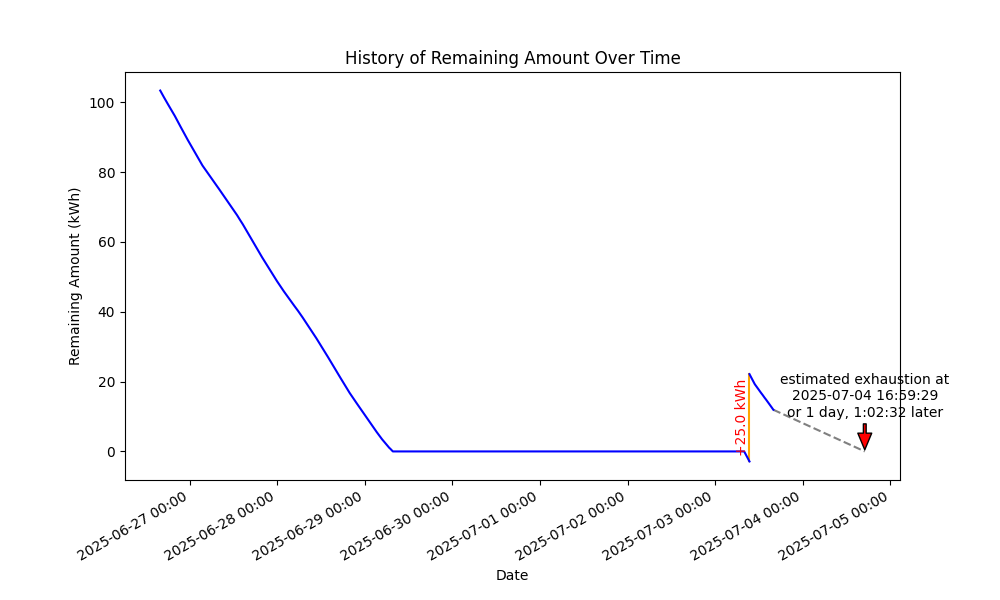 History of Remaining Amount Over Time
Remaining Amount (kWh)
100
80
60
40
20
0
+25.0 kWh
estimated exhaustion at
2025-07-04 16:59:29
or 1 day, 1:02:32 later
2025-06-27 00:00
2025-06-28 00:00
2025-06-29 00:00
2025-06-30 00:00
2025-07-01 00:00
2025-07-02 00:00
2025-07-03 00:00
2025-07-04 00:00
2025-07-05 00:00
Date